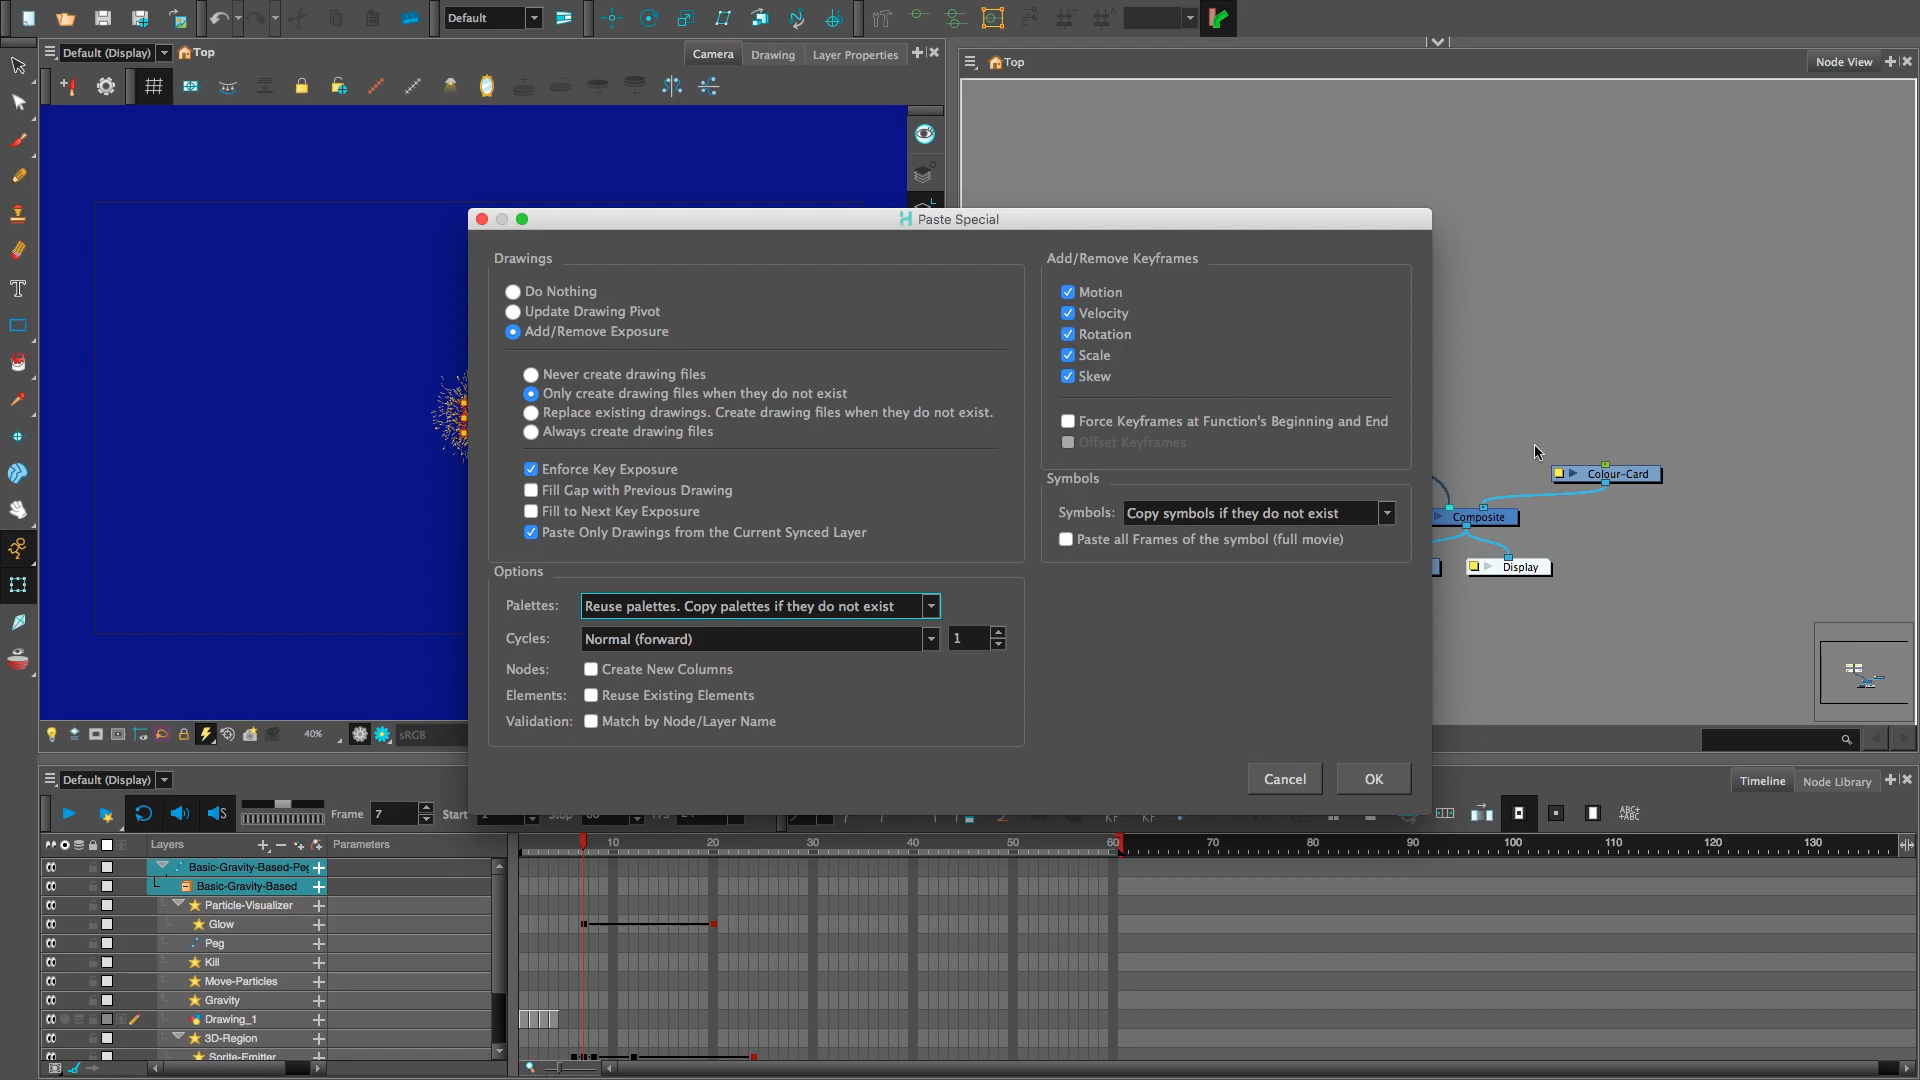 Default
Default (Display)
Top
Camera
Drawing
Layer Properties
Top
Node View
Paste Special
Drawings
Do Nothing
Update Drawing Pivot
Add/Remove Exposure
Never create drawing files
Only create drawing files when they do not exist
Replace existing drawings. Create drawing files when they do not exist.
Always create drawing files
Enforce Key Exposure
Fill Gap with Previous Drawing
Fill to Next Key Exposure
Paste Only Drawings from the Current Synced Layer
Options
Palettes: Reuse palettes. Copy palettes if they do not exist
Cycles: Normal (forward) 1
Nodes: Create New Columns
Elements: Reuse Existing Elements
Validation: Match by Node/Layer Name
Add/Remove Keyframes
Motion
Velocity
Rotation
Scale
Skew
Force Keyframes at Function's Beginning and End
Offset Keyframes
Symbols
Symbols: Copy symbols if they do not exist
Paste all Frames of the symbol (full movie)
Cancel
OK
Colour-Card
Composite
Display
40%
sRGB
Default (Display)
Timeline
Node Library
Frame 7 Start
Layers
Parameters
10 20 30 40 50 60 70 80 90 100 110 120 130
Basic-Gravity-Based-Peg
Basic-Gravity-Based
Particle-Visualizer
Glow
Peg
Kill
Move-Particles
Gravity
Drawing_1
3D-Region
Sprite-Emitter